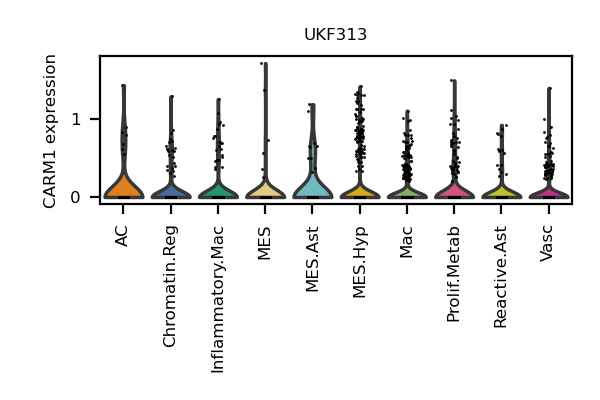 UKF313
CARM1 expression
1
0
AC
Chromatin.Reg
Inflammatory.Mac
MES
MES.Ast
MES.Hyp
Mac
Prolif.Metab
Reactive.Ast
Vasc